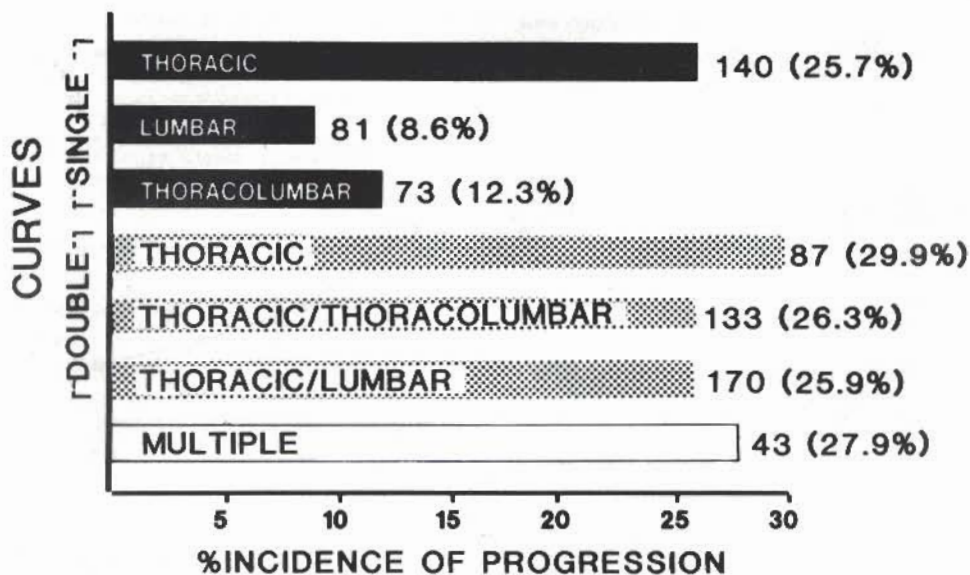 CURVES
SINGLE
DOUBLE
THORACIC 140 (25.7%)
LUMBAR 81 (8.6%)
THORACOLUMBAR 73 (12.3%)
THORACIC 87 (29.9%)
THORACIC/THORACOLUMBAR 133 (26.3%)
THORACIC/LUMBAR 170 (25.9%)
MULTIPLE 43 (27.9%)
5 10 15 20 25 30
%INCIDENCE OF PROGRESSION